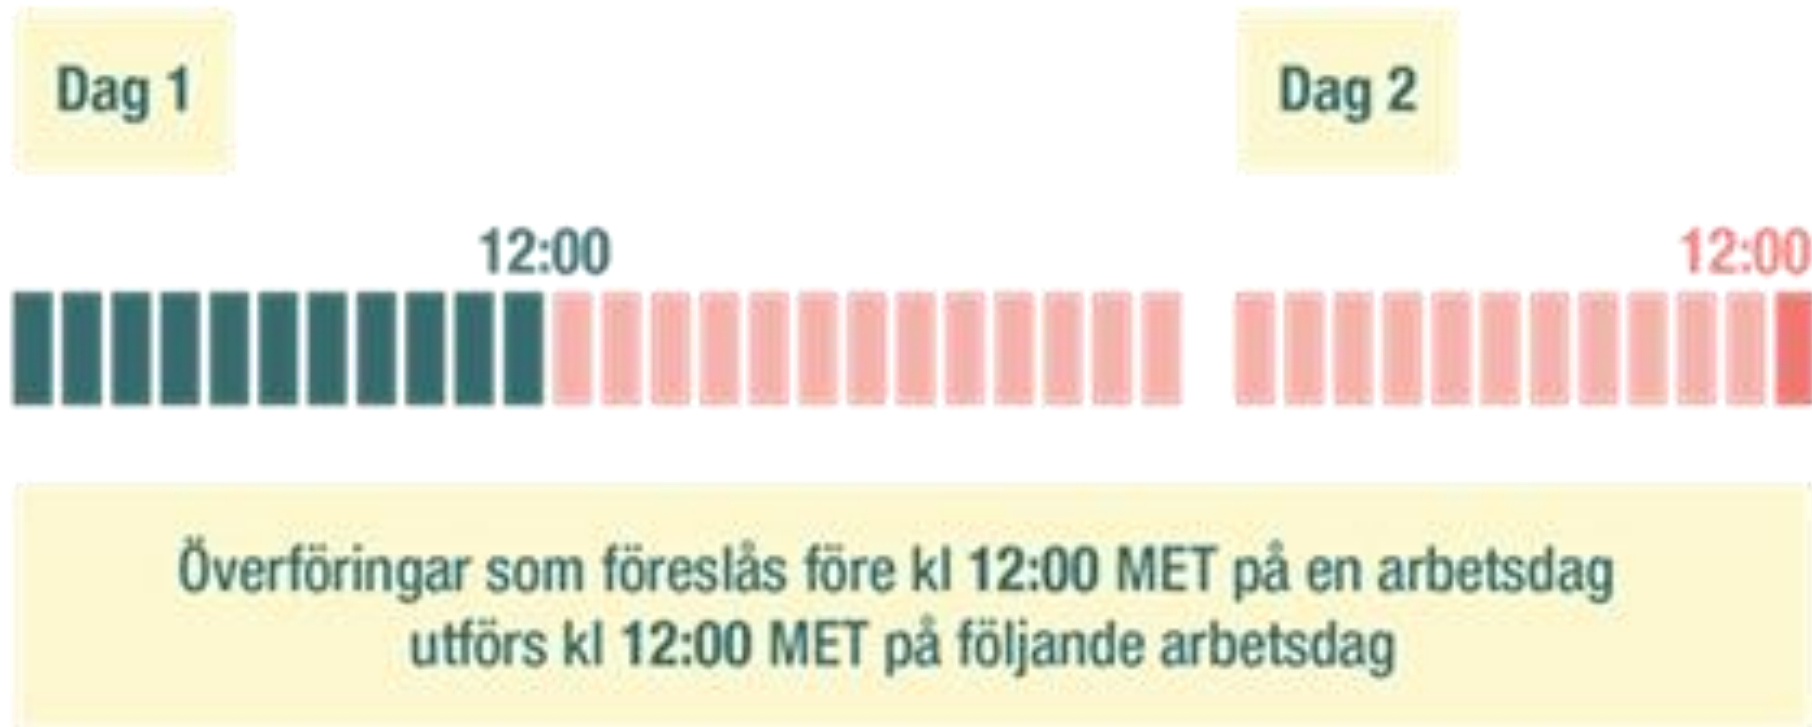 Dag 1
Dag 2
12:00
12:00
Överföringar som föreslås före kl 12:00 MET på en arbetsdag
utförs kl 12:00 MET på följande arbetsdag